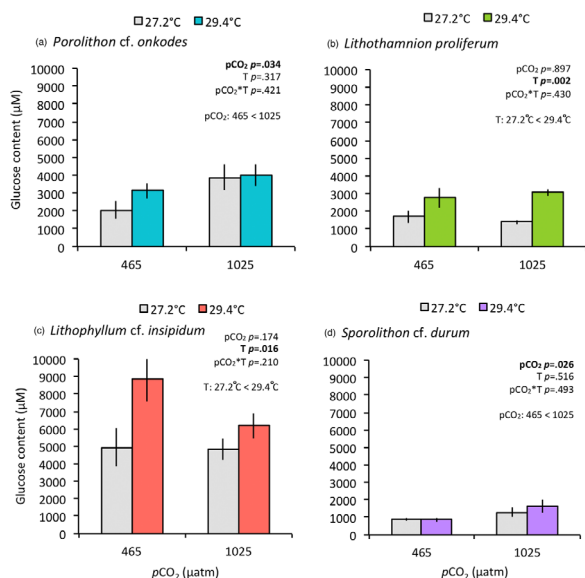 27.2°C 29.4°C
(a) Porolithon cf. onkodes
pCO2 p=.034
T p=.317
pCO2*T p=.421
pCO2: 465 < 1025
Glucose content (µM)
10000
9000
8000
7000
6000
5000
4000
3000
2000
1000
0
465 1025
27.2°C 29.4°C
(b) Lithothamnion proliferum
pCO2 p=.897
T p=.002
pCO2*T p=.430
T: 27.2°C < 29.4°C
10000
9000
8000
7000
6000
5000
4000
3000
2000
1000
0
465 1025
27.2°C 29.4°C
(c) Lithophyllum cf. insipidum
pCO2 p=.174
T p=.016
pCO2*T p=.210
T: 27.2°C < 29.4°C
Glucose content (µM)
10000
9000
8000
7000
6000
5000
4000
3000
2000
1000
0
465 1025
pCO2 (µatm)
27.2°C 29.4°C
(d) Sporolithon cf. durum
pCO2 p=.026
T p=.516
pCO2*T p=.493
pCO2: 465 < 1025
10000
9000
8000
7000
6000
5000
4000
3000
2000
1000
0
465 1025
pCO2 (µatm)